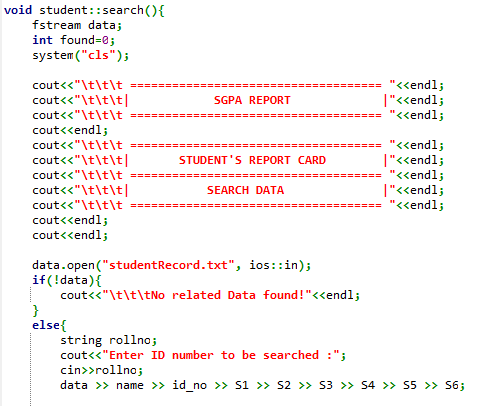 void student::search(){
fstream data;
int found=0;
system("cls");
cout<<"\t\t\t ==================================== "<<endl;
cout<<"\t\t\t| SGPA REPORT |"<<endl;
cout<<"\t\t\t ==================================== "<<endl;
cout<<endl;
cout<<"\t\t\t ==================================== "<<endl;
cout<<"\t\t\t| STUDENT'S REPORT CARD |"<<endl;
cout<<"\t\t\t ==================================== "<<endl;
cout<<"\t\t\t| SEARCH DATA |"<<endl;
cout<<"\t\t\t ==================================== "<<endl;
cout<<endl;
cout<<endl;
data.open("studentRecord.txt", ios::in);
if(!data){
cout<<"\t\t\tNo related Data found!"<<endl;
}
else{
string rollno;
cout<<"Enter ID number to be searched :";
cin>>rollno;
data >> name >> id_no >> S1 >> S2 >> S3 >> S4 >> S5 >> S6;